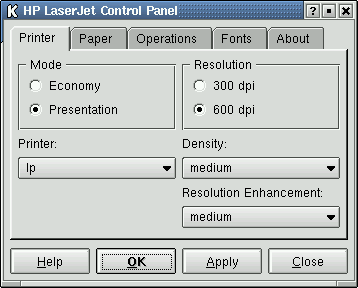 HP LaserJet Control Panel
Printer Paper Operations Fonts About
Mode
Economy
Presentation
Resolution
300 dpi
600 dpi
Printer:
lp
Density:
medium
Resolution Enhancement:
medium
Help OK Apply Close